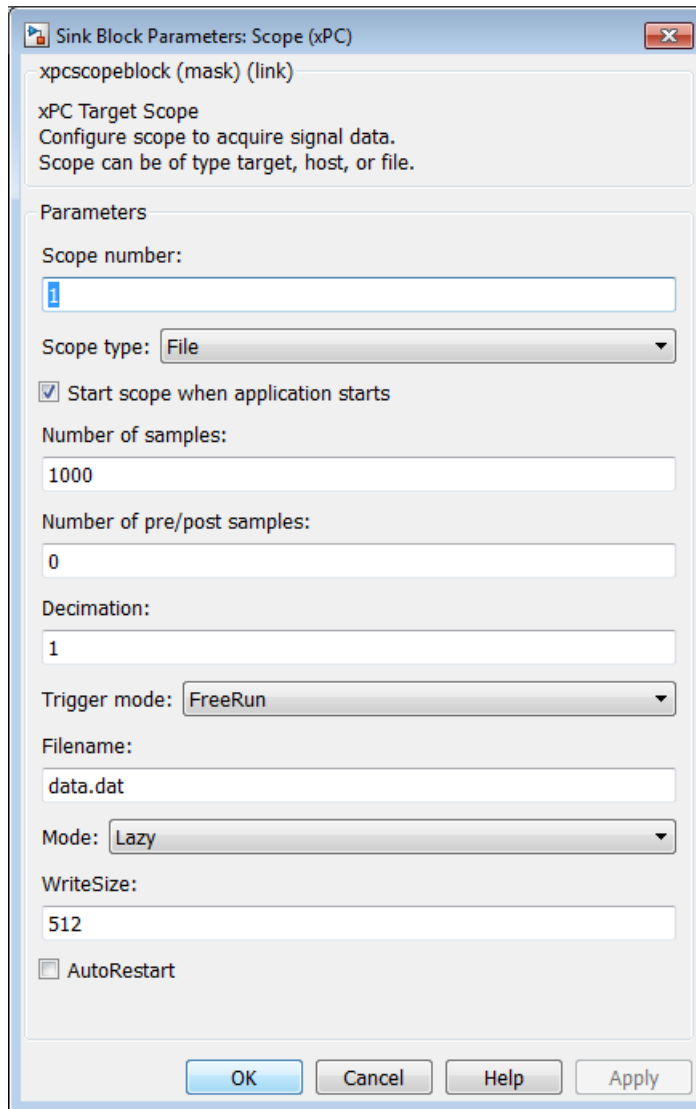 Sink Block Parameters: Scope (xPC)
xpcscopeblock (mask) (link)
xPC Target Scope
Configure scope to acquire signal data.
Scope can be of type target, host, or file.
Parameters
Scope number:
1
Scope type: File
Start scope when application starts
Number of samples:
1000
Number of pre/post samples:
0
Decimation:
1
Trigger mode: FreeRun
Filename:
data.dat
Mode: Lazy
WriteSize:
512
AutoRestart
OK Cancel Help Apply